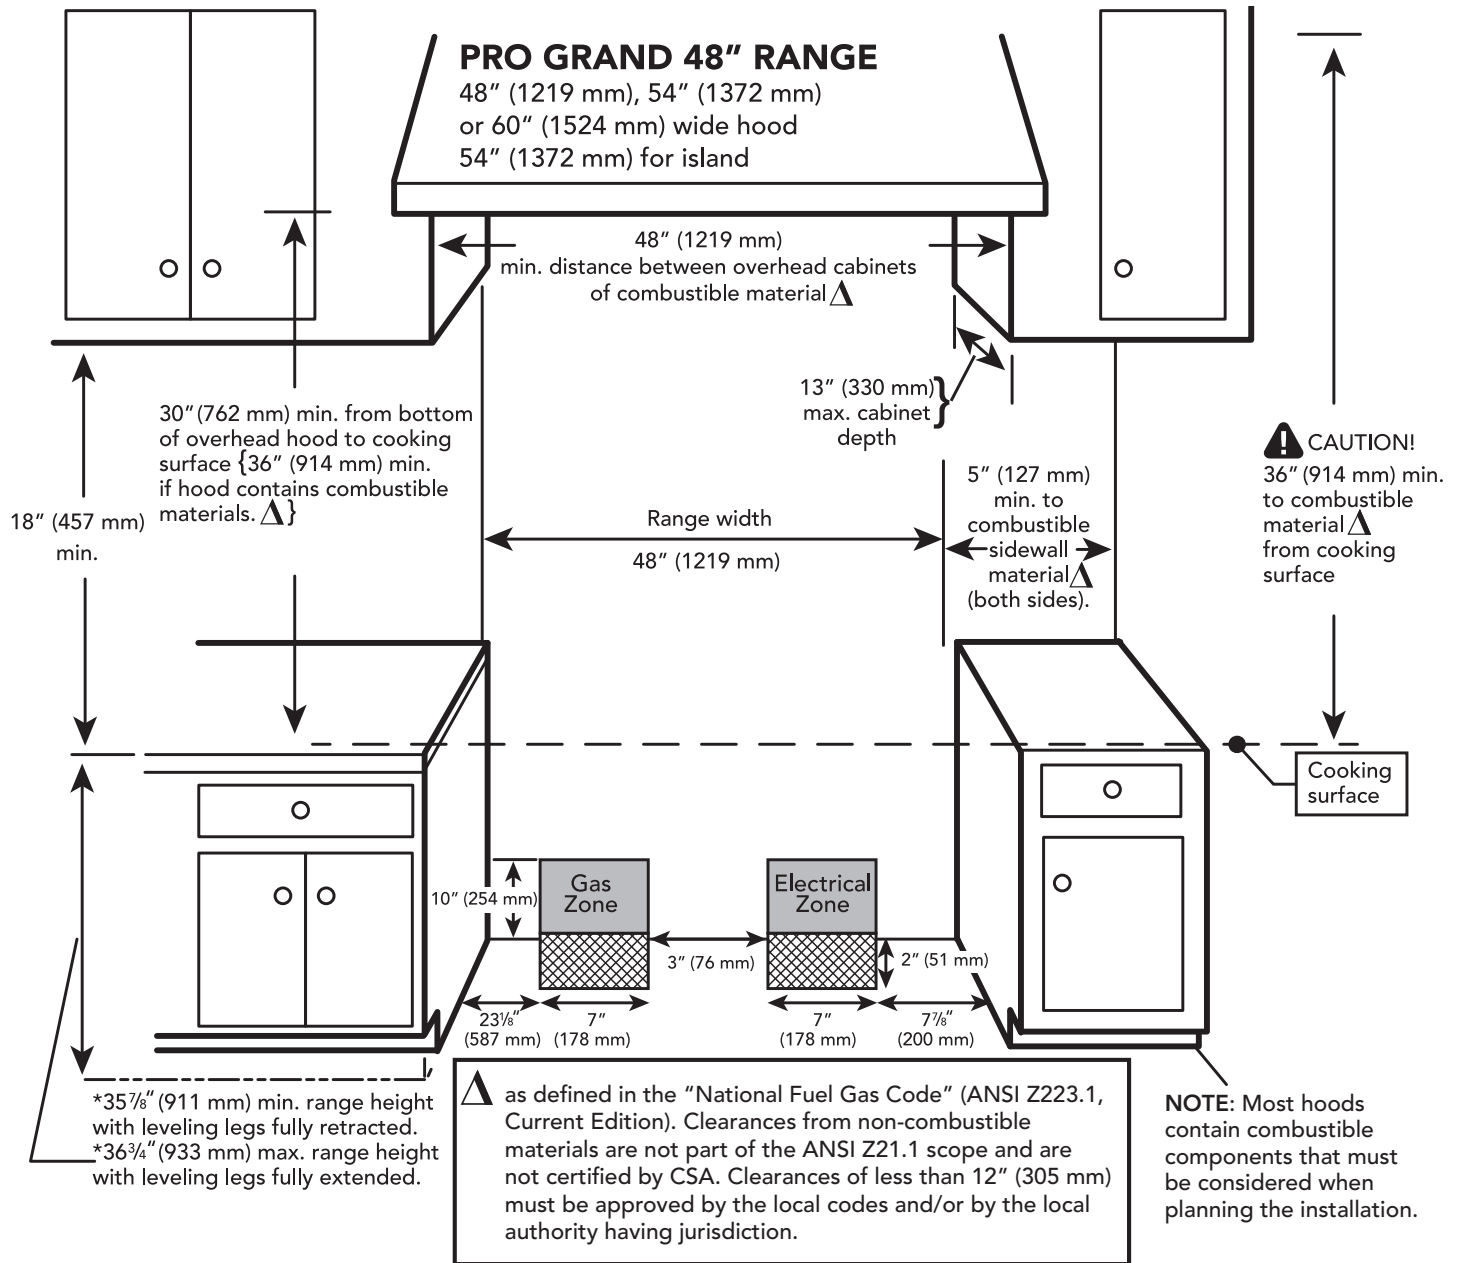 PRO GRAND 48” RANGE
48” (1219 mm), 54” (1372 mm)
or 60” (1524 mm) wide hood
54” (1372 mm) for island
48” (1219 mm)
min. distance between overhead cabinets
of combustible material
13” (330 mm)
max. cabinet
depth
30” (762 mm) min. from bottom
of overhead hood to cooking
surface {36” (914 mm) min.
if hood contains combustible
materials. }
18” (457 mm)
min.
Range width
48” (1219 mm)
5” (127 mm)
min. to
combustible
sidewall
material
(both sides).
CAUTION!
36” (914 mm) min.
to combustible
material
from cooking
surface
Cooking
surface
Gas
Zone
Electrical
Zone
10” (254 mm)
3” (76 mm)
2” (51 mm)
23⅛”
(587 mm)
7”
(178 mm)
7”
(178 mm)
7⅞”
(200 mm)
*35⅞” (911 mm) min. range height
with leveling legs fully retracted.
*36¾” (933 mm) max. range height
with leveling legs fully extended.
as defined in the “National Fuel Gas Code” (ANSI Z223.1,
Current Edition). Clearances from non-combustible
materials are not part of the ANSI Z21.1 scope and are
not certified by CSA. Clearances of less than 12” (305 mm)
must be approved by the local codes and/or by the local
authority having jurisdiction.
NOTE: Most hoods
contain combustible
components that must
be considered when
planning the installation.